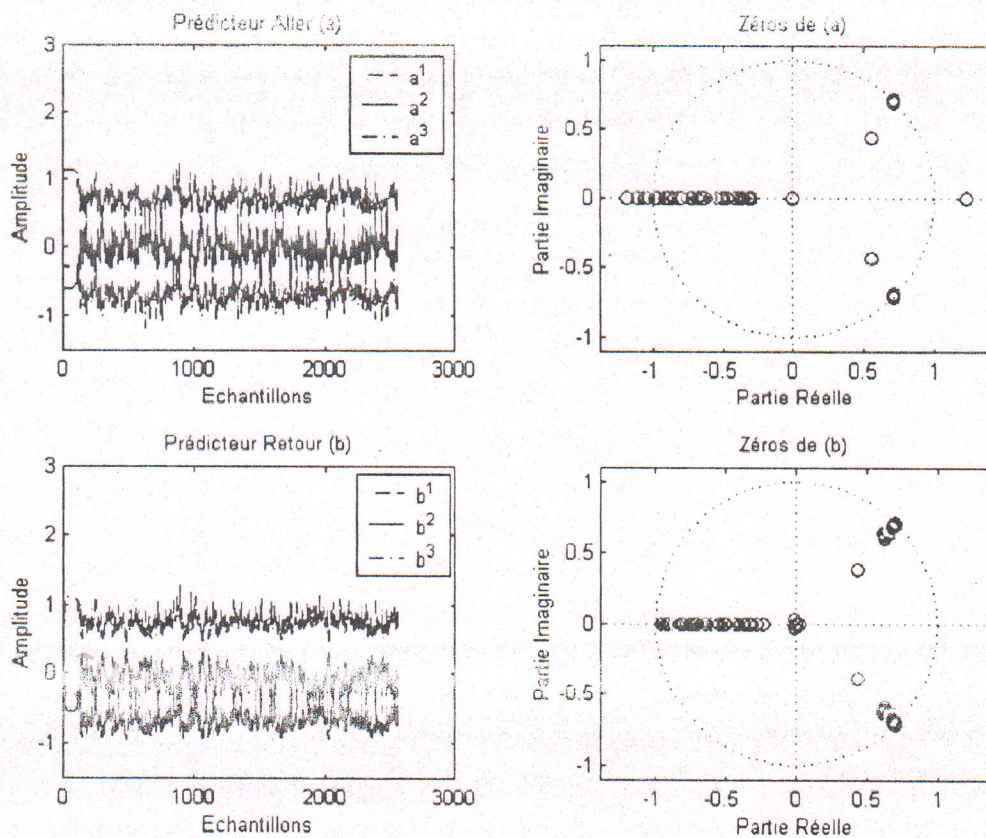 Prédicteur Aller (a)
3
2
1
0
-1
Amplitude
a1
a2
a3
0
1000
2000
3000
Echantillons
Zéros de (a)
1
0.5
0
-0.5
-1
Partie Imaginaire
-1
-0.5
0
0.5
1
Partie Réelle
Prédicteur Retour (b)
3
2
1
0
-1
Amplitude
b1
b2
b3
0
1000
2000
3000
Echantillons
Zéros de (b)
1
0.5
0
-0.5
-1
Partie Imaginaire
-1
-0.5
0
0.5
1
Partie Réelle